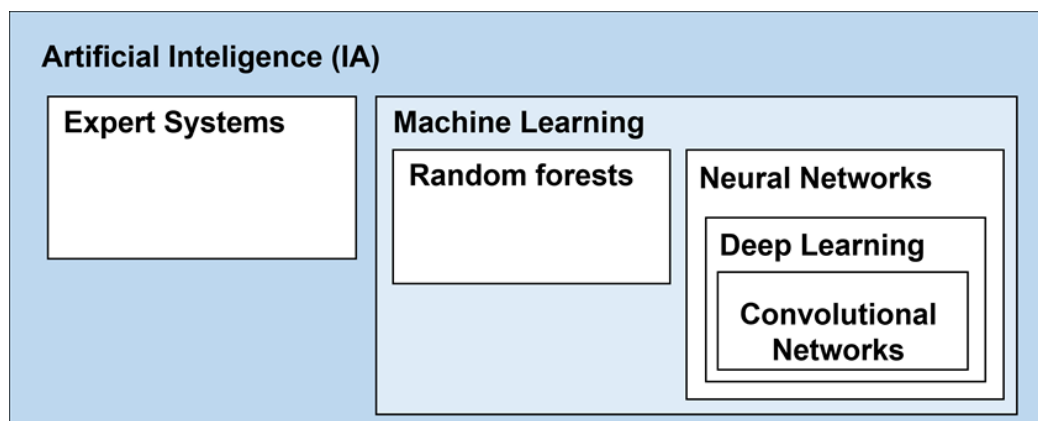 Artificial Inteligence (IA)
Expert Systems
Machine Learning
Random forests
Neural Networks
Deep Learning
Convolutional
Networks